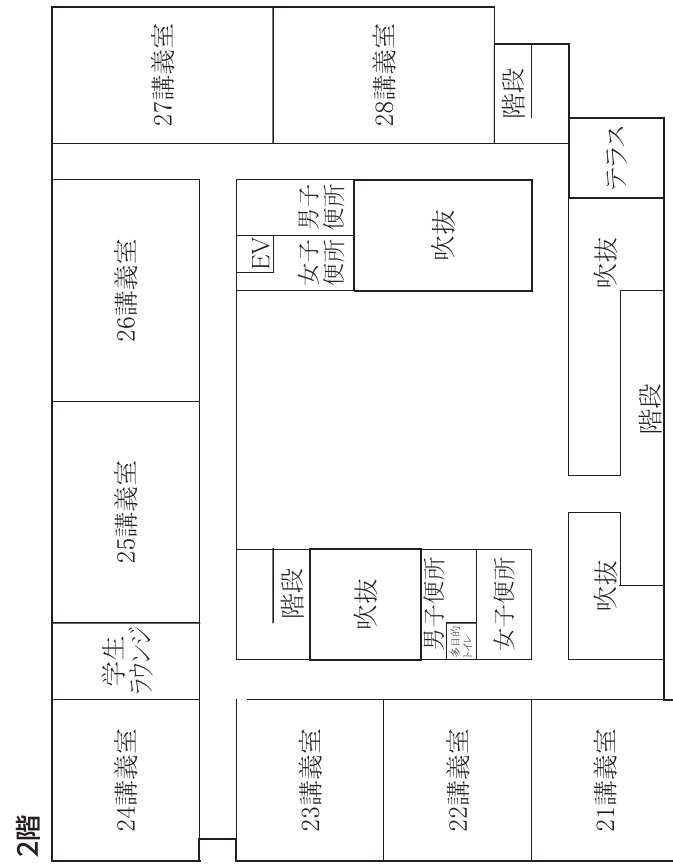 2階
24講義室
学生
ラウンジ
25講義室
26講義室
27講義室
23講義室
階段
吹抜
男子便所
多目的
トイレ
女子便所
EV
女子
便所
男子
便所
吹抜
28講義室
階段
22講義室
21講義室
吹抜
階段
吹抜
テラス